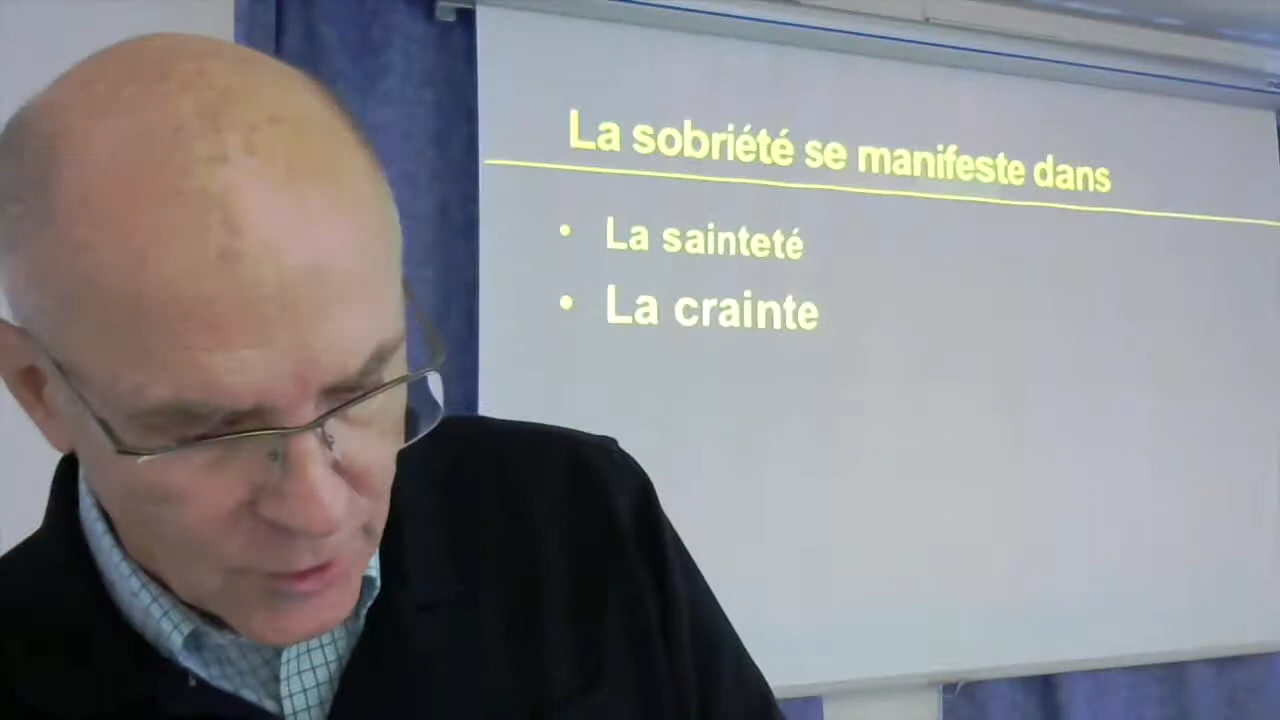 La sobriété se manifeste dans
• La sainteté
• La crainte